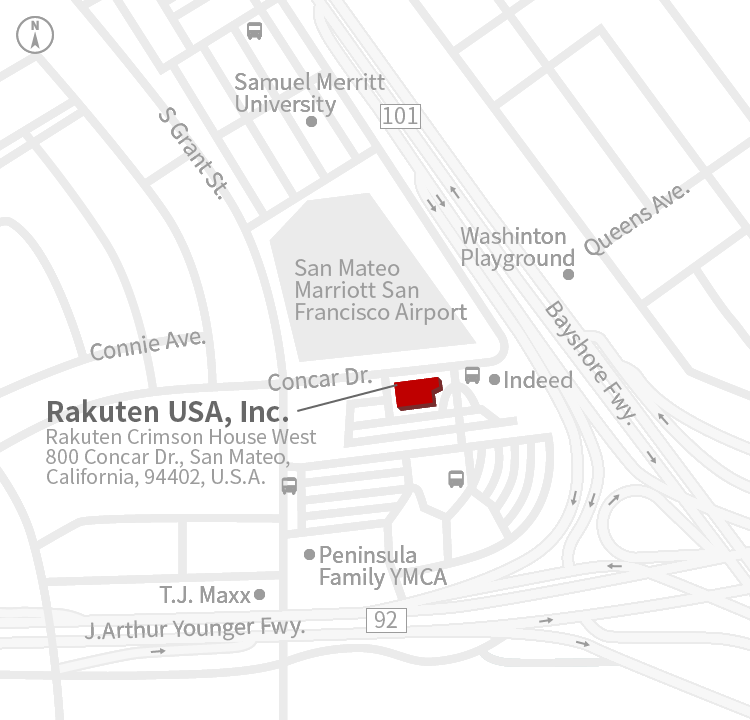 N
Samuel Merritt
University
101
S Grant St.
Queens Ave.
Washinton
Playground
San Mateo
Marriott San
Francisco Airport
Bayshore Fwy.
Connie Ave.
Concar Dr.
Indeed
Rakuten USA, Inc.
Rakuten Crimson House West
800 Concar Dr., San Mateo,
California, 94402, U.S.A.
Peninsula
Family YMCA
T.J. Maxx
92
J.Arthur Younger Fwy.